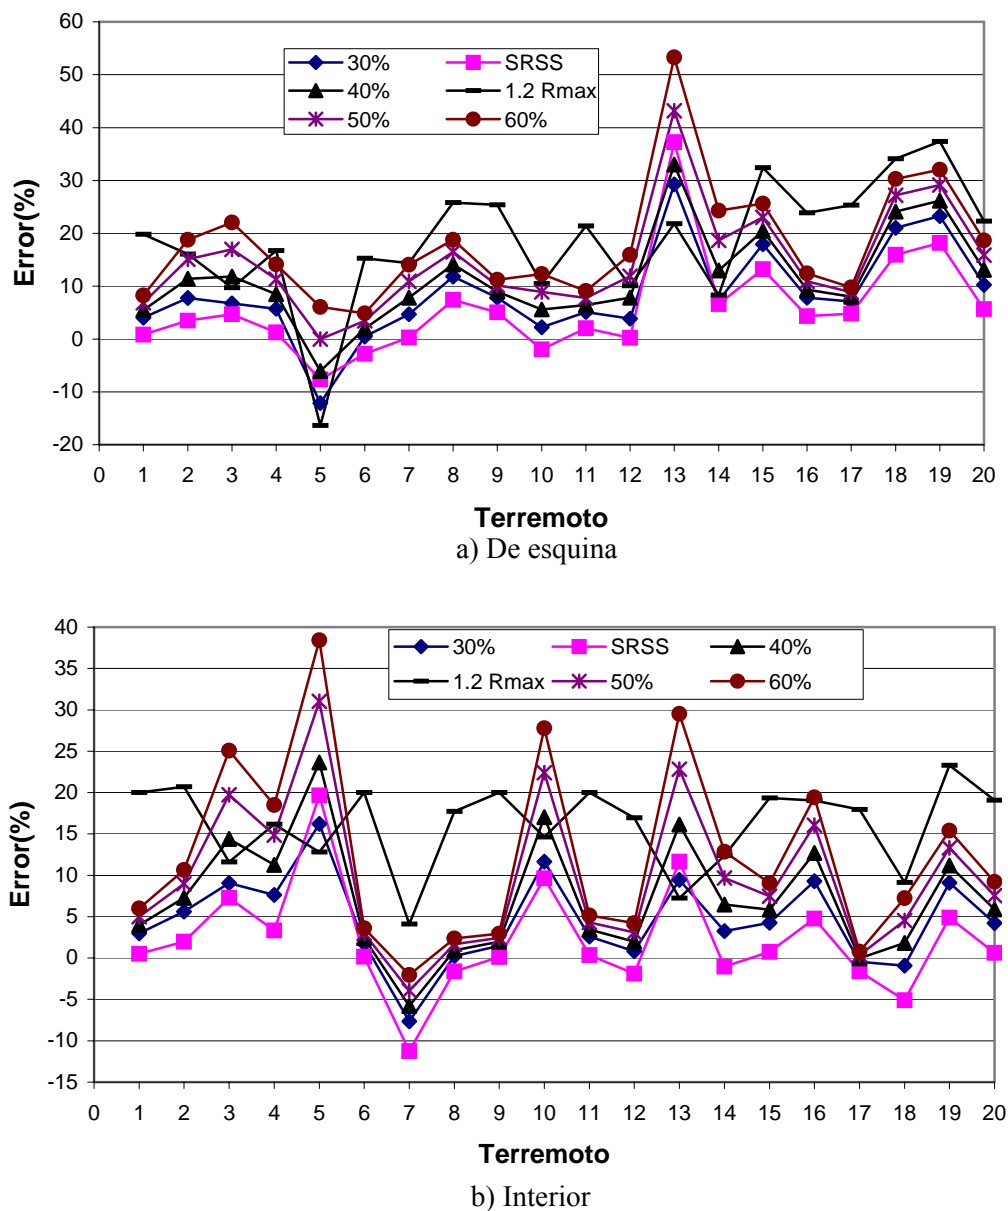 60
50
40
30
20
10
0
-10
-20
Error(%)
30% SRSS
40% 1.2 Rmax
50% 60%
0 1 2 3 4 5 6 7 8 9 10 11 12 13 14 15 16 17 18 19 20
Terremoto
a) De esquina
40
35
30
25
20
15
10
5
0
-5
-10
-15
Error(%)
30% SRSS 40%
1.2 Rmax 50% 60%
0 1 2 3 4 5 6 7 8 9 10 11 12 13 14 15 16 17 18 19 20
Terremoto
b) Interior